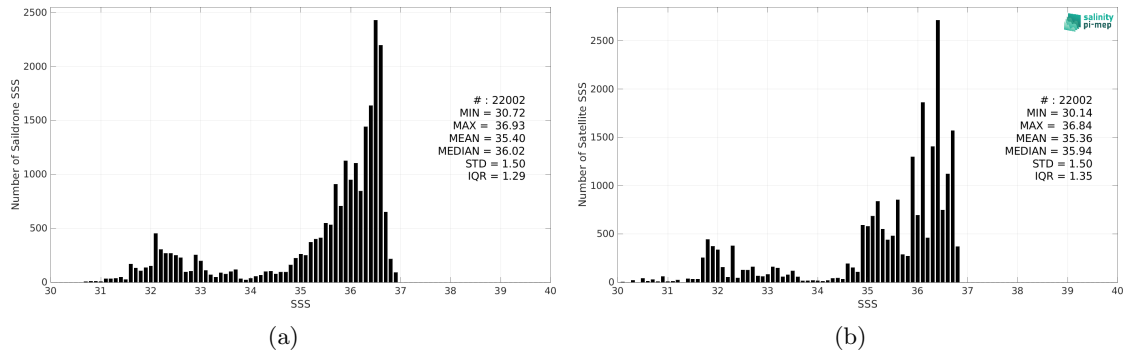 2500
2000
1500
1000
500
0
Number of Saildrone SSS
# : 22002
MIN = 30.72
MAX = 36.93
MEAN = 35.40
MEDIAN = 36.02
STD = 1.50
IQR = 1.29
30 31 32 33 34 35 36 37 38 39 40
SSS
(a)
salinity
pi-mep
2500
2000
1500
1000
500
0
Number of Satellite SSS
# : 22002
MIN = 30.14
MAX = 36.84
MEAN = 35.36
MEDIAN = 35.94
STD = 1.50
IQR = 1.35
30 31 32 33 34 35 36 37 38 39 40
SSS
(b)